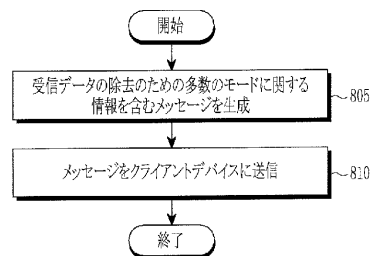 開始
受信データの除去のための多数のモードに関する
情報を含むメッセージを生成
805
メッセージをクライアントデバイスに送信
810
終了